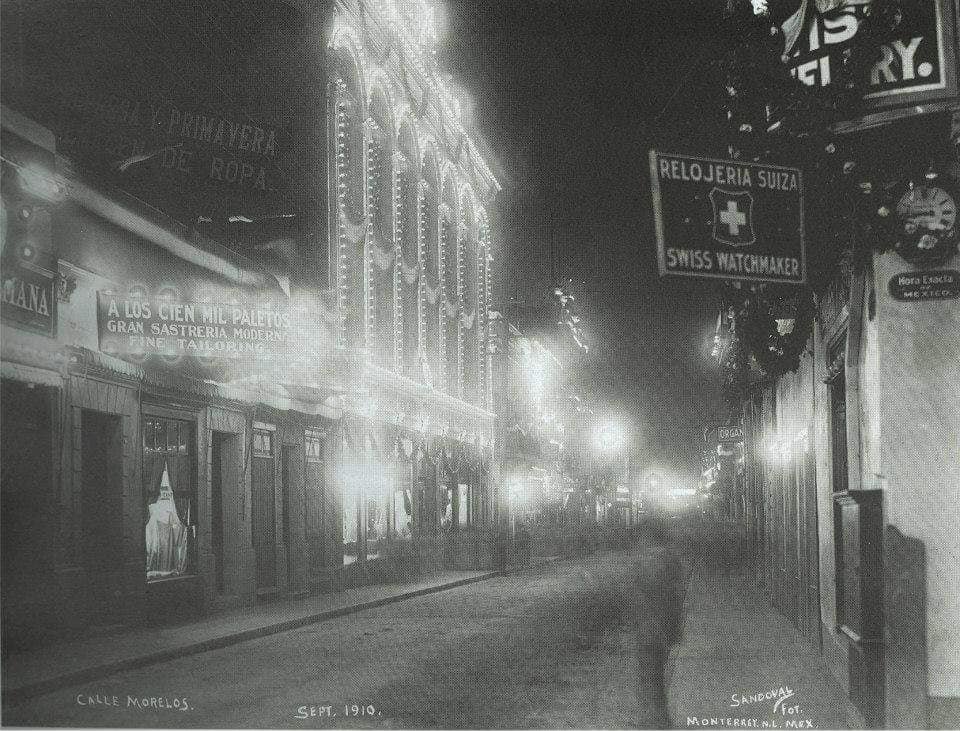 Y PRIMAVERA
DE ROPA.
MANA
A LOS CIEN MIL PALETOS
GRAN SASTRERIA MODERNA
FINE TAILORING
RY.
RELOJERIA SUIZA
SWISS WATCHMAKER
Hora Exacta
MEXICO.
ORGAN
CALLE MORELOS.
SEPT. 1910.
SANDOVAL
FOT.
MONTERREY. N.L. MEX.